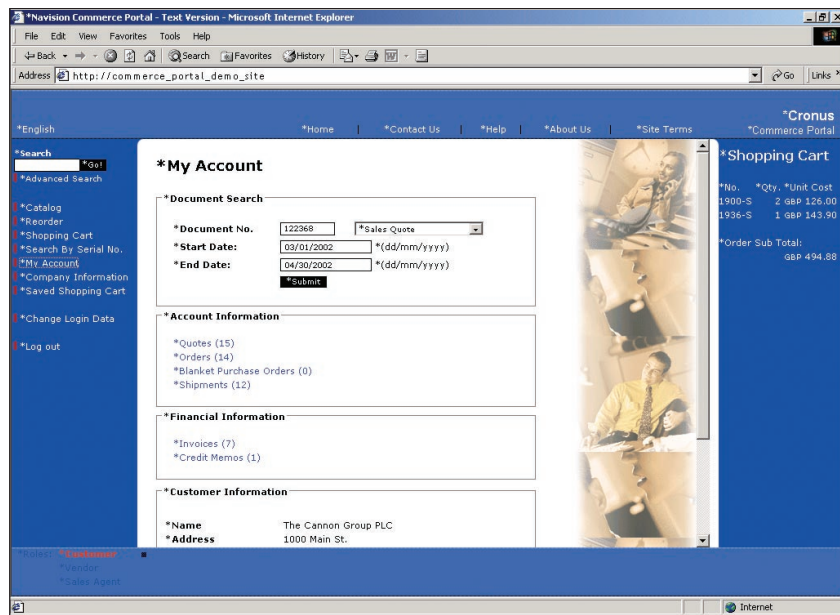 *Navision Commerce Portal - Text Version - Microsoft Internet Explorer
File Edit View Favorites Tools Help
Back Search Favorites History
Address http://commerce_portal_demo_site Go Links
*Cronus
*English *Home | *Contact Us | *Help | *About Us | *Site Terms *Commerce Portal
*Search
*Go!
*Advanced Search
*Catalog
*Reorder
*Shopping Cart
*Search By Serial No.
*My Account
*Company Information
*Saved Shopping Cart
*Change Login Data
*Log out
*My Account
*Document Search
*Document No. 122368 *Sales Quote
*Start Date: 03/01/2002 *(dd/mm/yyyy)
*End Date: 04/30/2002 *(dd/mm/yyyy)
*Submit
*Account Information
*Quotes (15)
*Orders (14)
*Blanket Purchase Orders (0)
*Shipments (12)
*Financial Information
*Invoices (7)
*Credit Memos (1)
*Customer Information
*Name The Cannon Group PLC
*Address 1000 Main St.
*Shopping Cart
*No. *Qty. *Unit Cost
1900-S 2 GBP 126.00
1936-S 1 GBP 143.90
*Order Sub Total:
GBP 494.88
*Roles: *Customer
*Vendor
*Sales Agent
Internet